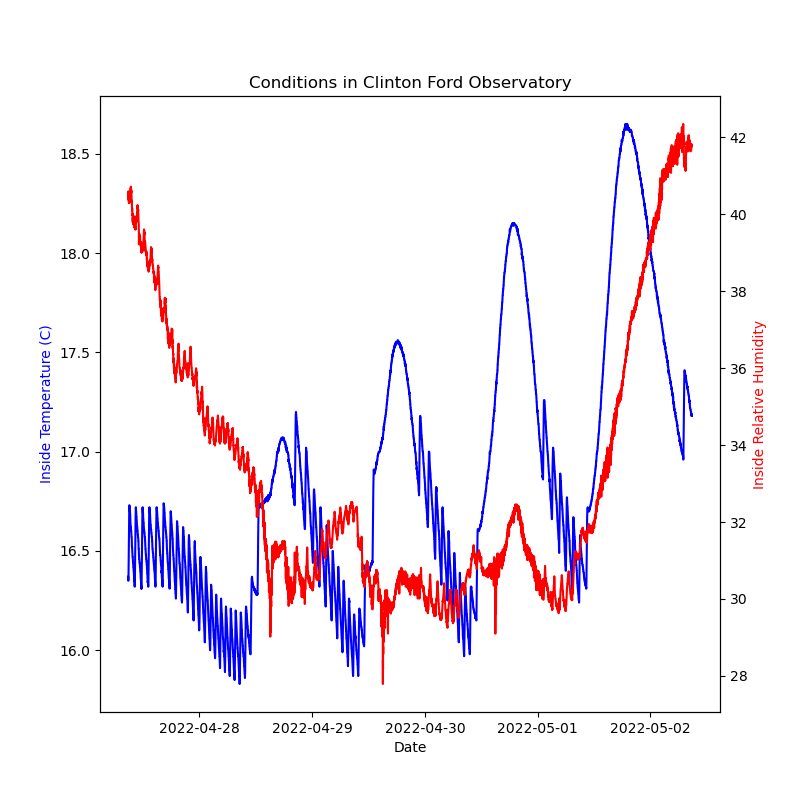 Conditions in Clinton Ford Observatory
Inside Temperature (C)
18.5
18.0
17.5
17.0
16.5
16.0
42
40
38
36
34
32
30
28
Inside Relative Humidity
2022-04-28 2022-04-29 2022-04-30 2022-05-01 2022-05-02
Date